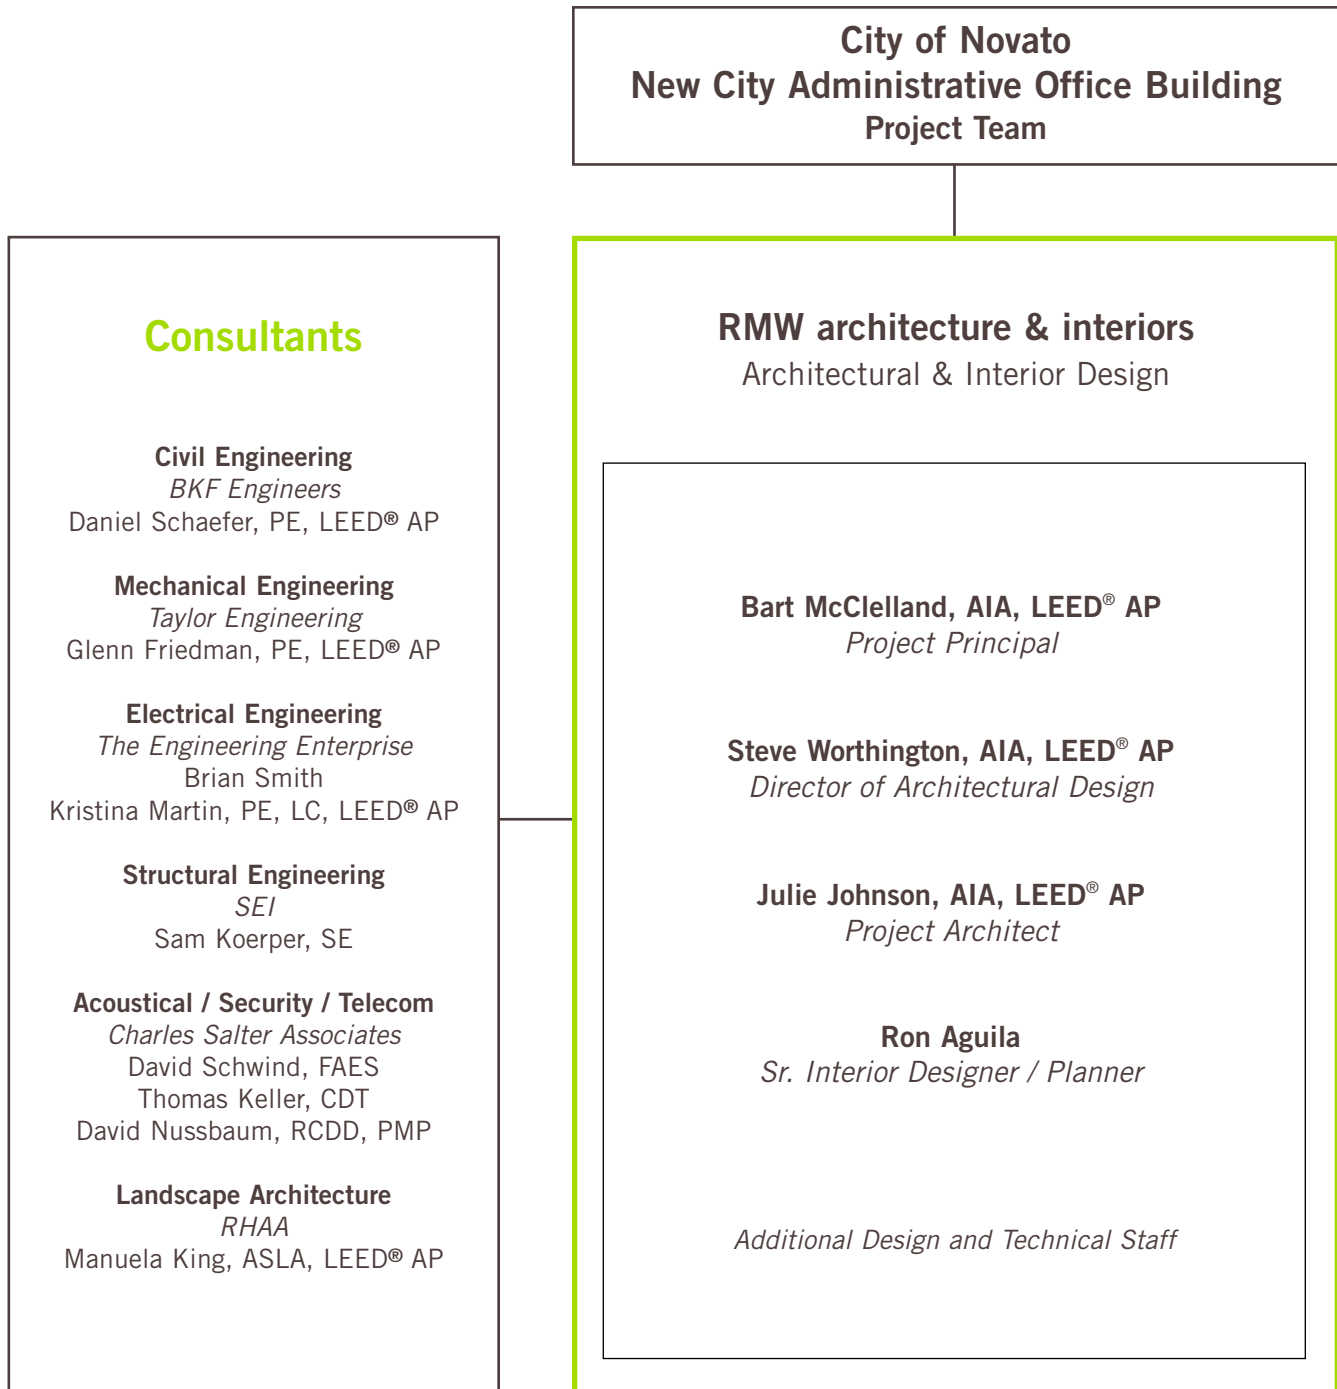 City of Novato
New City Administrative Office Building
Project Team
Consultants
Civil Engineering
BKF Engineers
Daniel Schaefer, PE, LEED® AP
Mechanical Engineering
Taylor Engineering
Glenn Friedman, PE, LEED® AP
Electrical Engineering
The Engineering Enterprise
Brian Smith
Kristina Martin, PE, LC, LEED® AP
Structural Engineering
SEI
Sam Koerper, SE
Acoustical / Security / Telecom
Charles Salter Associates
David Schwind, FAES
Thomas Keller, CDT
David Nussbaum, RCDD, PMP
Landscape Architecture
RHAA
Manuela King, ASLA, LEED® AP
RMW architecture & interiors
Architectural & Interior Design
Bart McClelland, AIA, LEED® AP
Project Principal
Steve Worthington, AIA, LEED® AP
Director of Architectural Design
Julie Johnson, AIA, LEED® AP
Project Architect
Ron Aguila
Sr. Interior Designer / Planner
Additional Design and Technical Staff